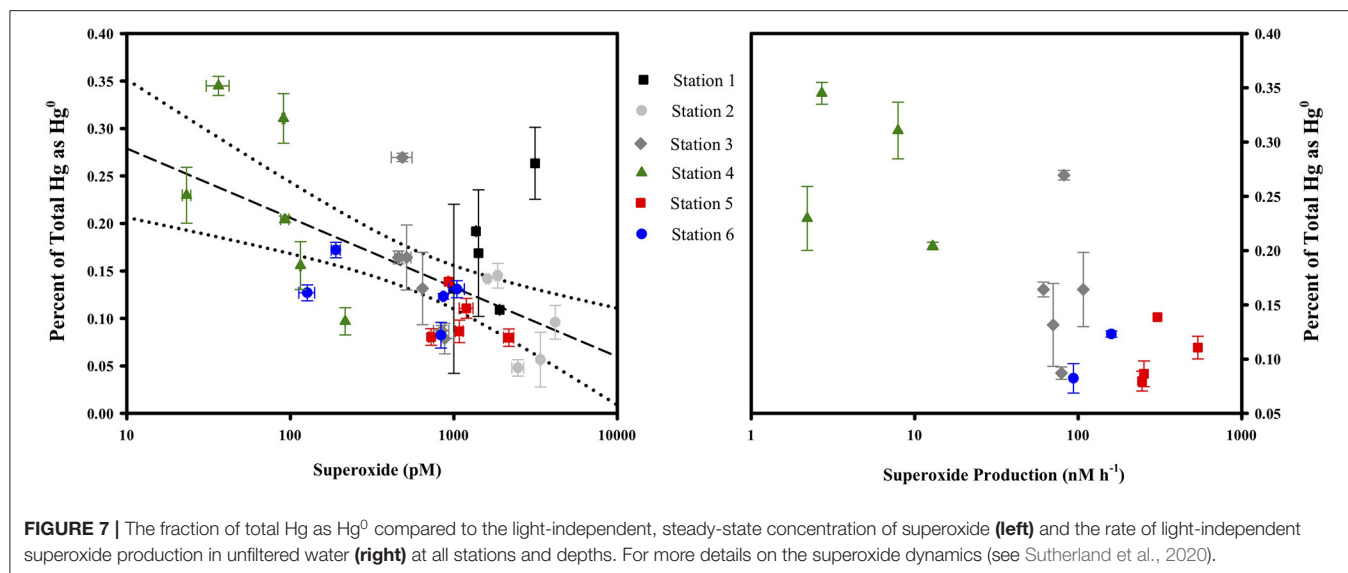 0.40
0.35
0.30
0.25
0.20
0.15
0.10
0.05
0.00
Percent of Total Hg as Hg⁰
10
100
1000
10000
Superoxide (pM)
Station 1
Station 2
Station 3
Station 4
Station 5
Station 6
0.40
0.35
0.30
0.25
0.20
0.15
0.10
0.05
Percent of Total Hg as Hg⁰
1
10
100
1000
Superoxide Production (nM h⁻¹)
FIGURE 7 | The fraction of total Hg as Hg⁰ compared to the light-independent, steady-state concentration of superoxide (left) and the rate of light-independent
superoxide production in unfiltered water (right) at all stations and depths. For more details on the superoxide dynamics (see Sutherland et al., 2020).